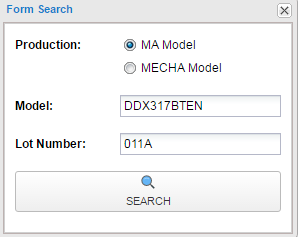 Form Search
Production: MA Model
MECHA Model
Model: DDX317BTEN
Lot Number: 011A
SEARCH